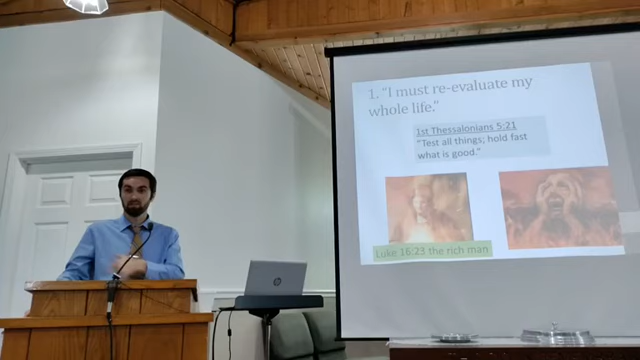 1. "I must re-evaluate my
whole life."
1st Thessalonians 5:21
"Test all things; hold fast
what is good."
Luke 16:23 the rich man
hp